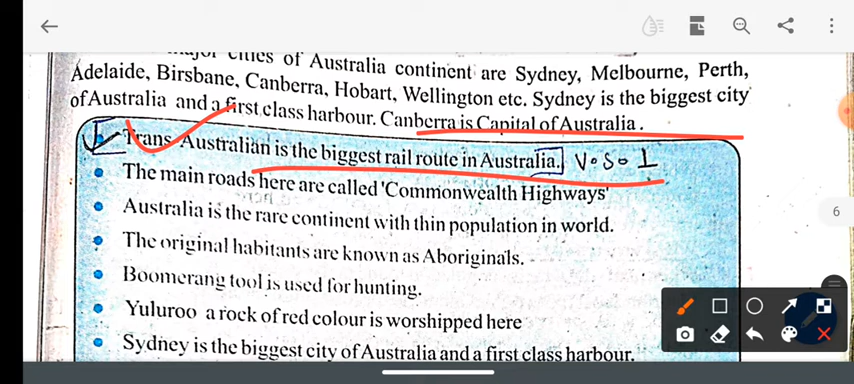 major cities of Australia continent are Sydney, Melbourne, Perth,
Adelaide, Birsbane, Canberra, Hobart, Wellington etc. Sydney is the biggest city
of Australia and a first class harbour. Canberra is Capital of Australia.
Trans-Australian is the biggest rail route in Australia. V.S.I
The main roads here are called 'Commonwealth Highways'
Australia is the rare continent with thin population in world.
The original habitants are known as Aboriginals.
Boomerang tool is used for hunting.
Yuluroo a rock of red colour is worshipped here
Sydney is the biggest city of Australia and a first class harbour.
6